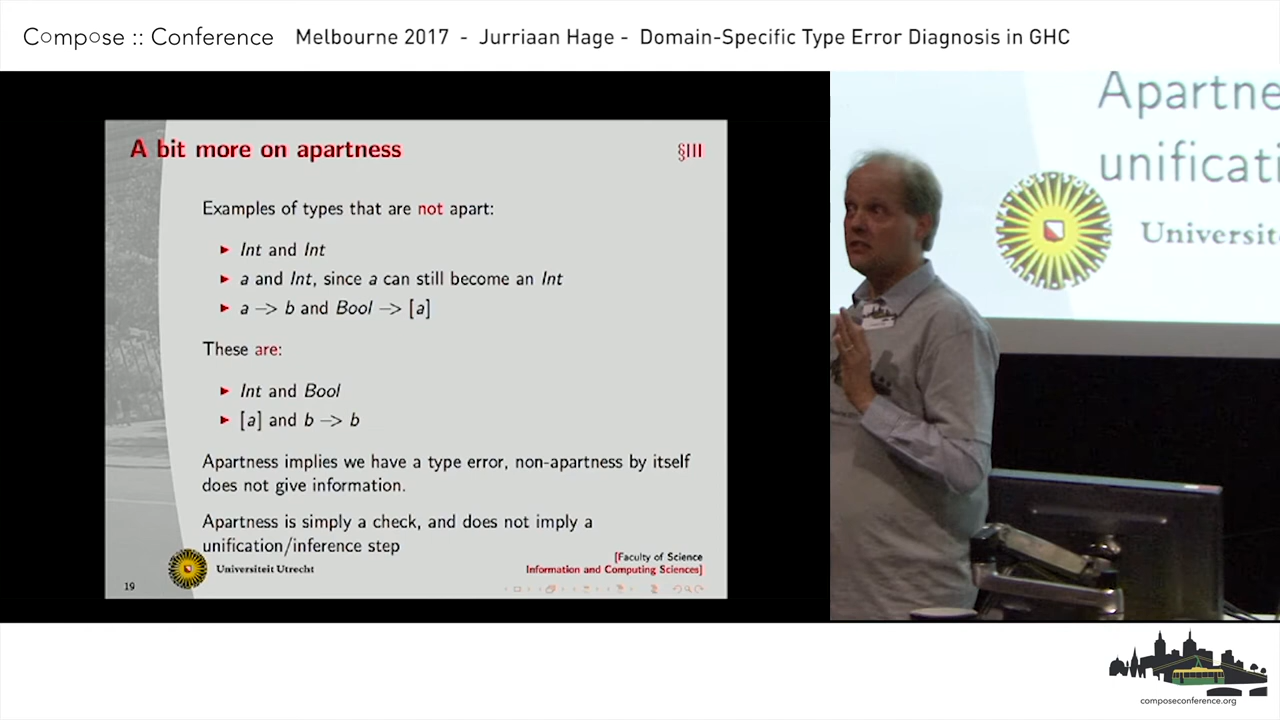 Compose :: Conference Melbourne 2017 - Jurriaan Hage - Domain-Specific Type Error Diagnosis in GHC
A bit more on apartness §III
Examples of types that are not apart:
Int and Int
a and Int, since a can still become an Int
a –> b and Bool –> [a]
These are:
Int and Bool
[a] and b –> b
Apartness implies we have a type error, non-apartness by itself
does not give information.
Apartness is simply a check, and does not imply a
unification/inference step
[Faculty of Science
Information and Computing Sciences]
Universiteit Utrecht
19
Apartne
unificati
Universit
composeconference.org